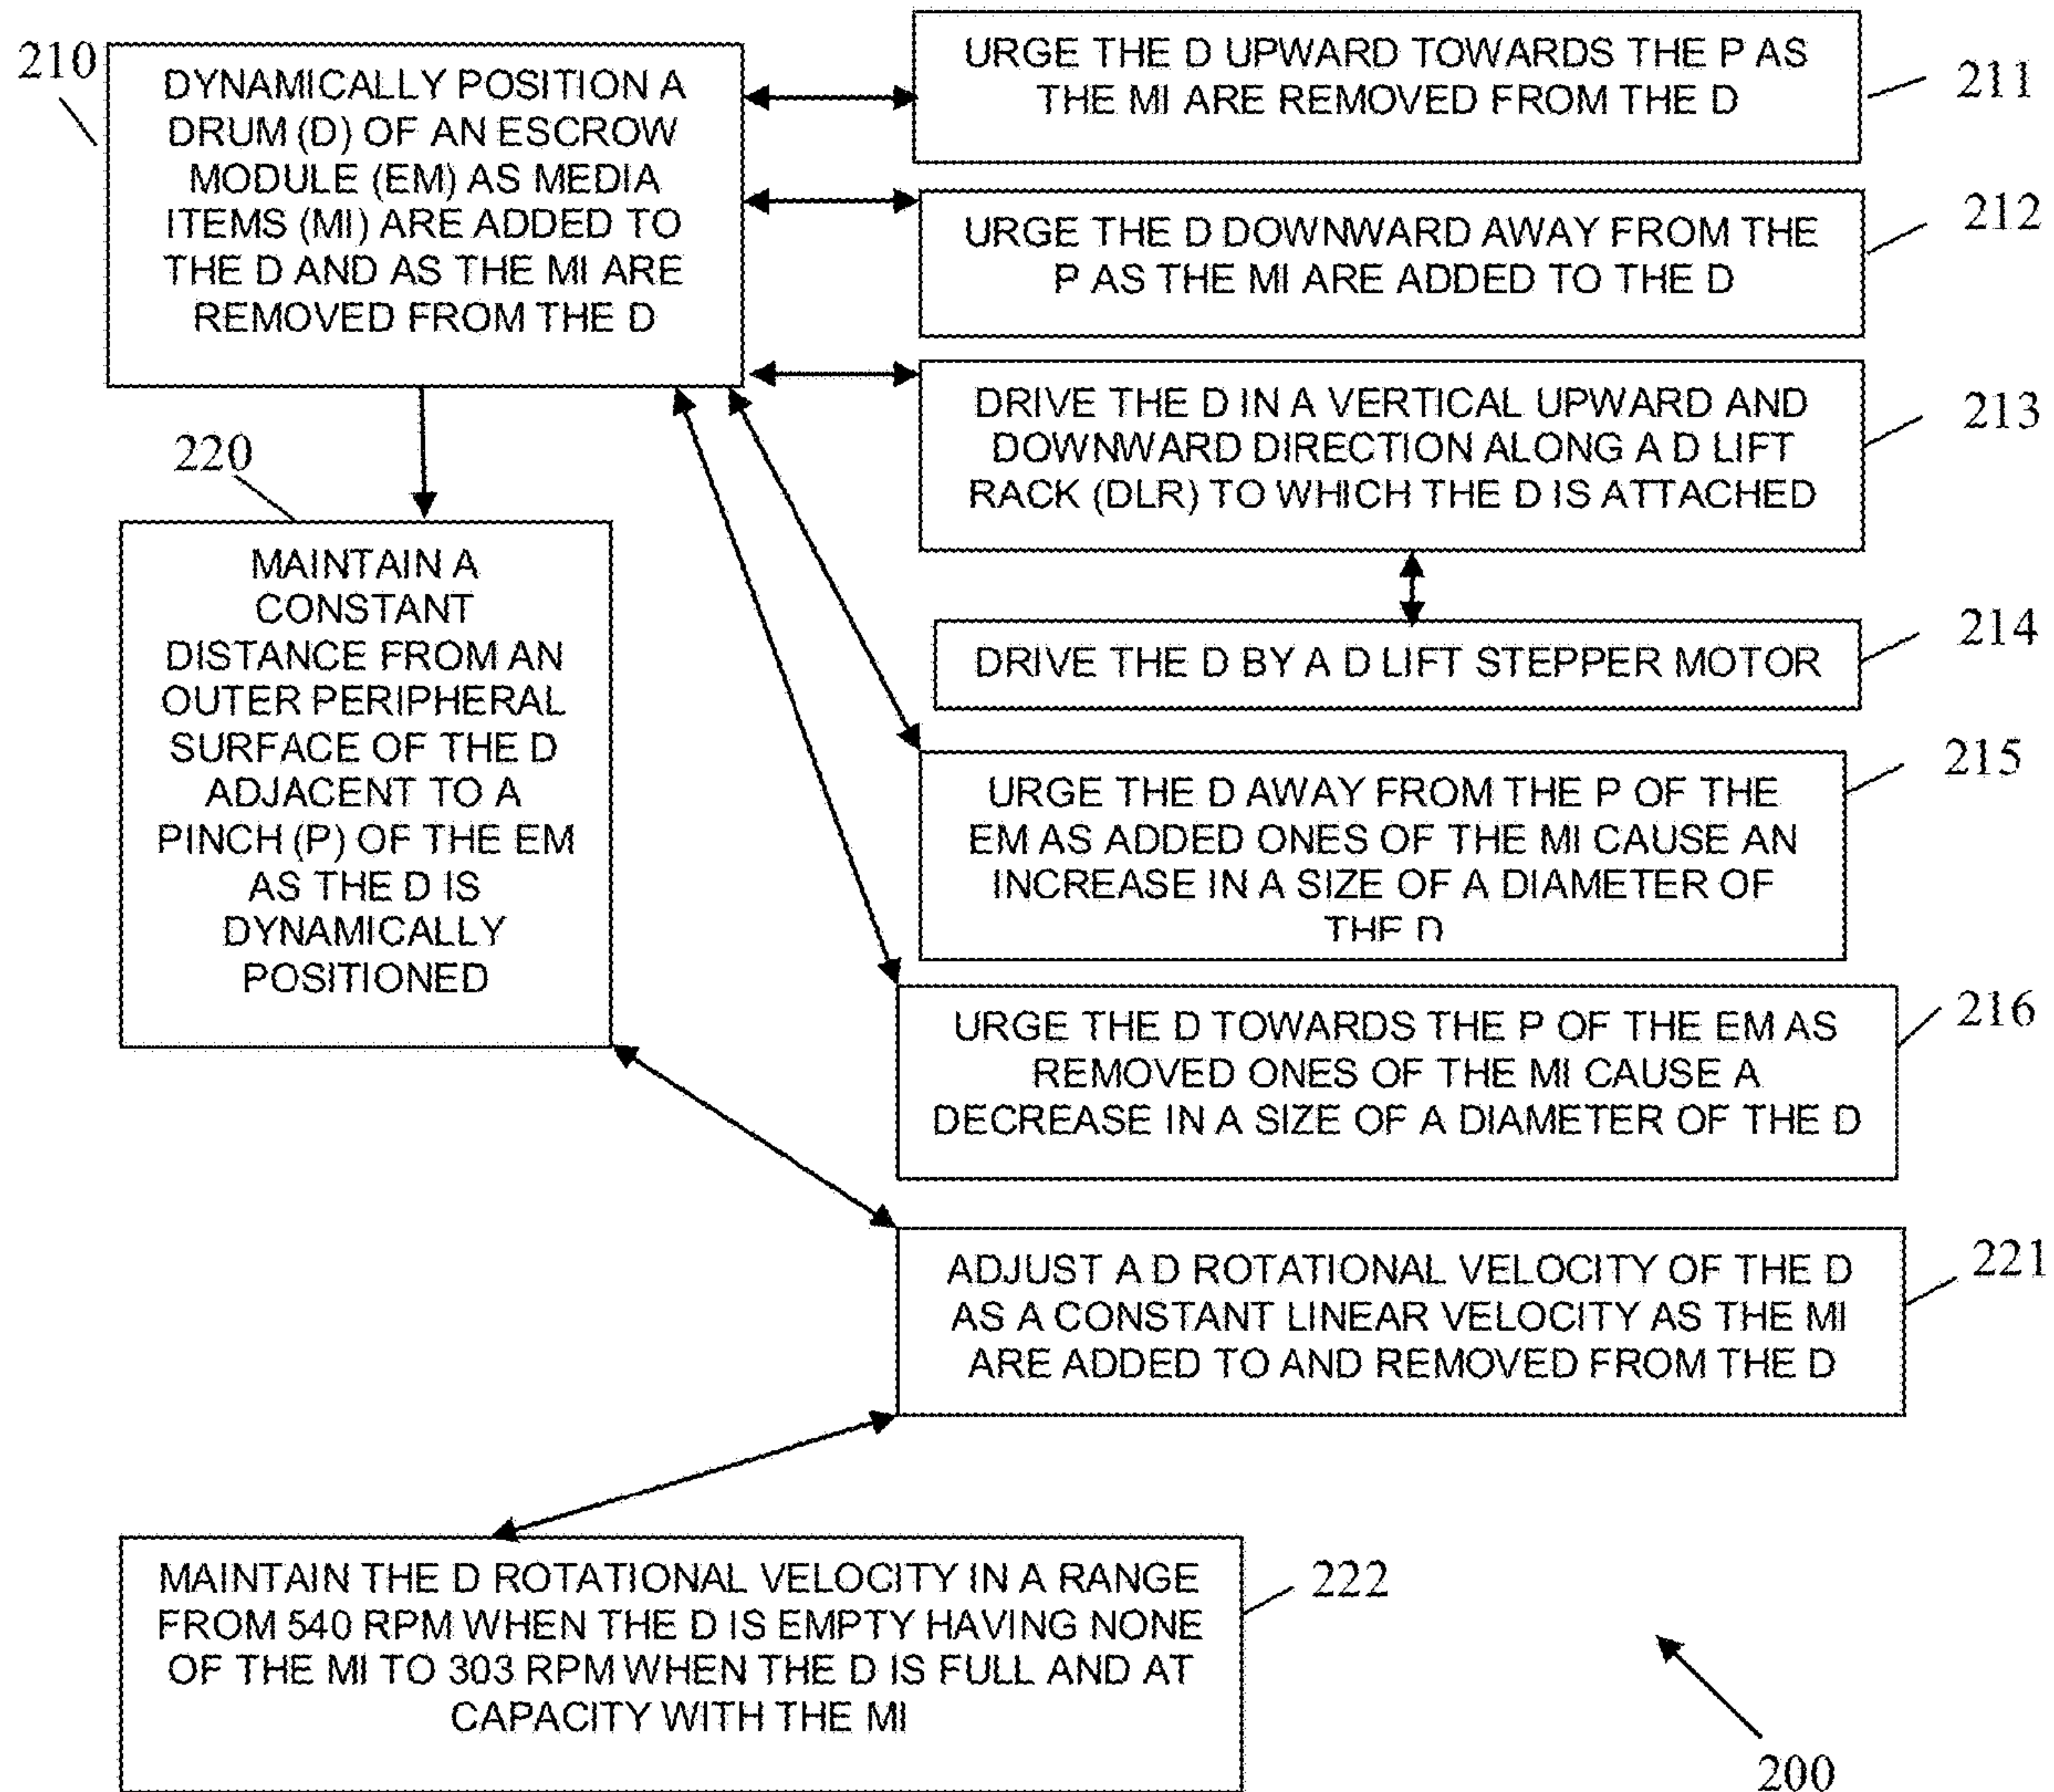 210
DYNAMICALLY POSITION A
DRUM (D) OF AN ESCROW
MODULE (EM) AS MEDIA
ITEMS (MI) ARE ADDED TO
THE D AND AS THE MI ARE
REMOVED FROM THE D
URGE THE D UPWARD TOWARDS THE P AS
THE MI ARE REMOVED FROM THE D
211
URGE THE D DOWNWARD AWAY FROM THE
P AS THE MI ARE ADDED TO THE D
212
DRIVE THE D IN A VERTICAL UPWARD AND
DOWNWARD DIRECTION ALONG A D LIFT
RACK (DLR) TO WHICH THE D IS ATTACHED
213
DRIVE THE D BY A D LIFT STEPPER MOTOR
214
220
MAINTAIN A
CONSTANT
DISTANCE FROM AN
OUTER PERIPHERAL
SURFACE OF THE D
ADJACENT TO A
PINCH (P) OF THE EM
AS THE D IS
DYNAMICALLY
POSITIONED
URGE THE D AWAY FROM THE P OF THE
EM AS ADDED ONES OF THE MI CAUSE AN
INCREASE IN A SIZE OF A DIAMETER OF
THE D
215
URGE THE D TOWARDS THE P OF THE EM AS
REMOVED ONES OF THE MI CAUSE A
DECREASE IN A SIZE OF A DIAMETER OF THE D
216
ADJUST A D ROTATIONAL VELOCITY OF THE D
AS A CONSTANT LINEAR VELOCITY AS THE MI
ARE ADDED TO AND REMOVED FROM THE D
221
MAINTAIN THE D ROTATIONAL VELOCITY IN A RANGE
FROM 540 RPM WHEN THE D IS EMPTY HAVING NONE
OF THE MI TO 303 RPM WHEN THE D IS FULL AND AT
CAPACITY WITH THE MI
222
200